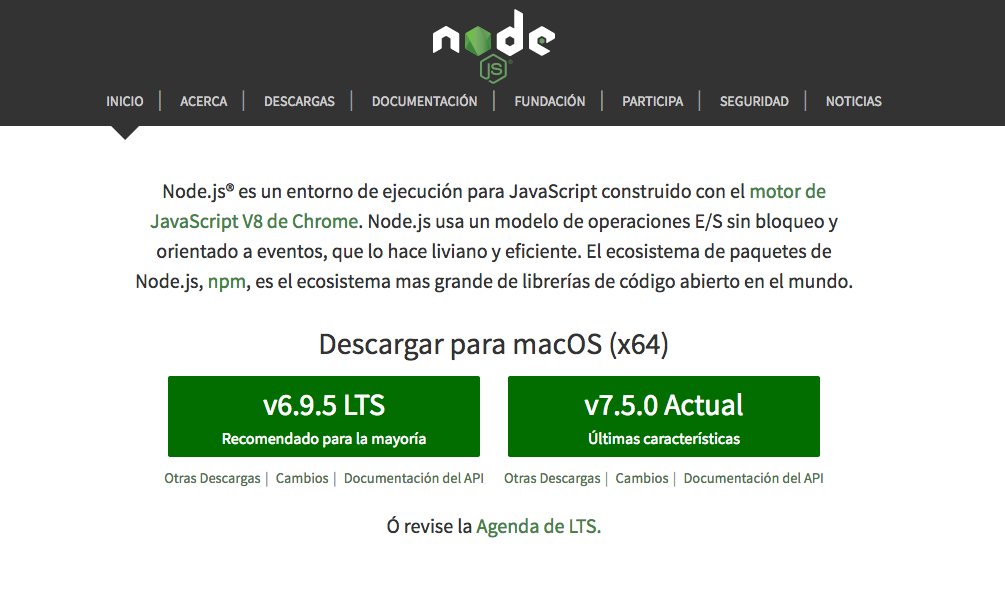 node
JS®
INICIO | ACERCA | DESCARGAS | DOCUMENTACIÓN | FUNDACIÓN | PARTICIPA | SEGURIDAD | NOTICIAS
Node.js® es un entorno de ejecución para JavaScript construido con el motor de
JavaScript V8 de Chrome. Node.js usa un modelo de operaciones E/S sin bloqueo y
orientado a eventos, que lo hace liviano y eficiente. El ecosistema de paquetes de
Node.js, npm, es el ecosistema mas grande de librerías de código abierto en el mundo.
Descargar para macOS (x64)
v6.9.5 LTS
Recomendado para la mayoría
v7.5.0 Actual
Últimas características
Otras Descargas | Cambios | Documentación del API
Otras Descargas | Cambios | Documentación del API
Ó revise la Agenda de LTS.